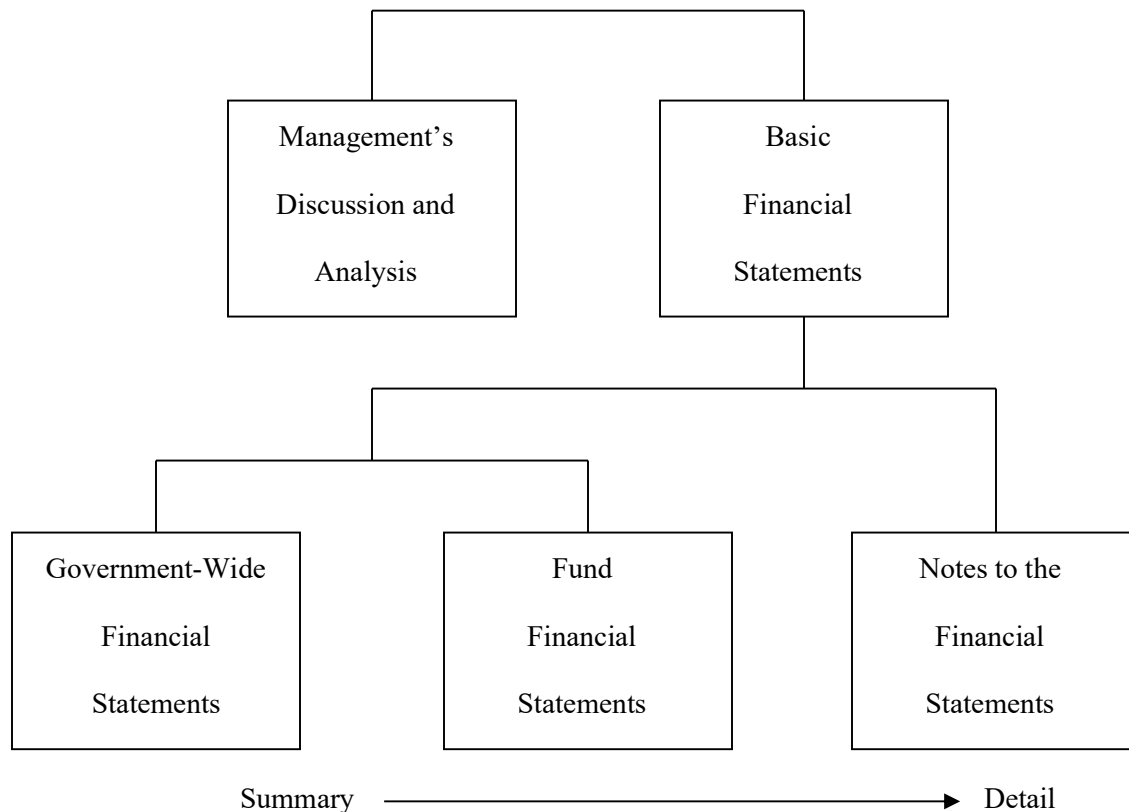 Management’s
Discussion and
Analysis
Basic
Financial
Statements
Government-Wide
Financial
Statements
Fund
Financial
Statements
Notes to the
Financial
Statements
Summary
Detail